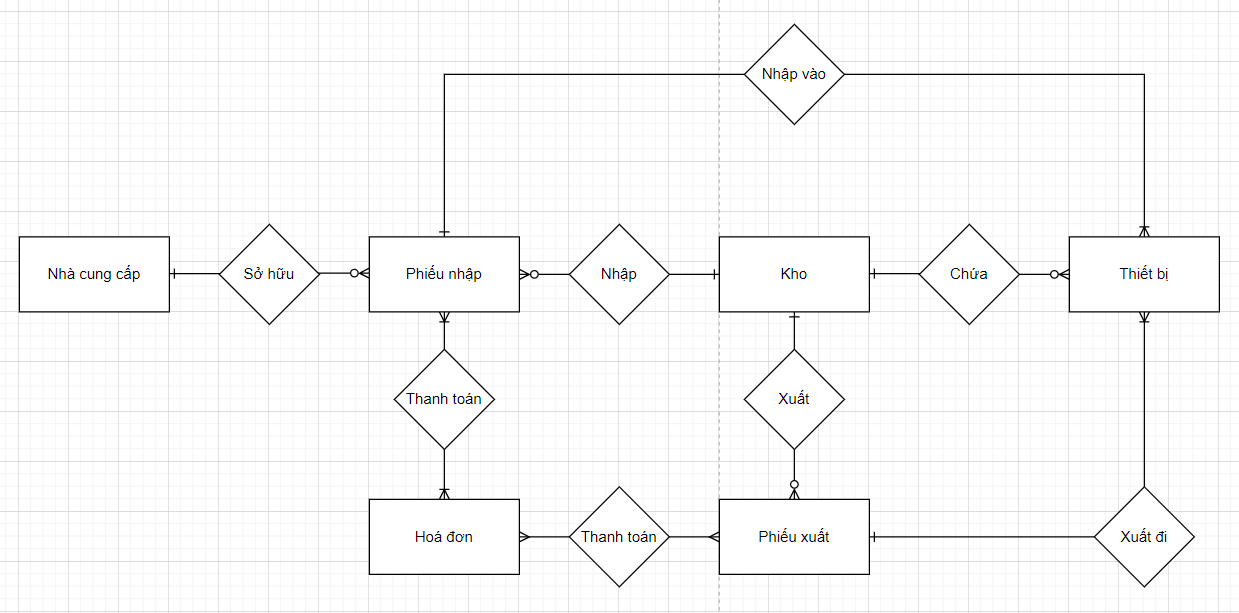 Nhập vào
Nhà cung cấp
Sở hữu
Phiếu nhập
Nhập
Kho
Chứa
Thiết bị
Thanh toán
Xuất
Hoá đơn
Thanh toán
Phiếu xuất
Xuất đi